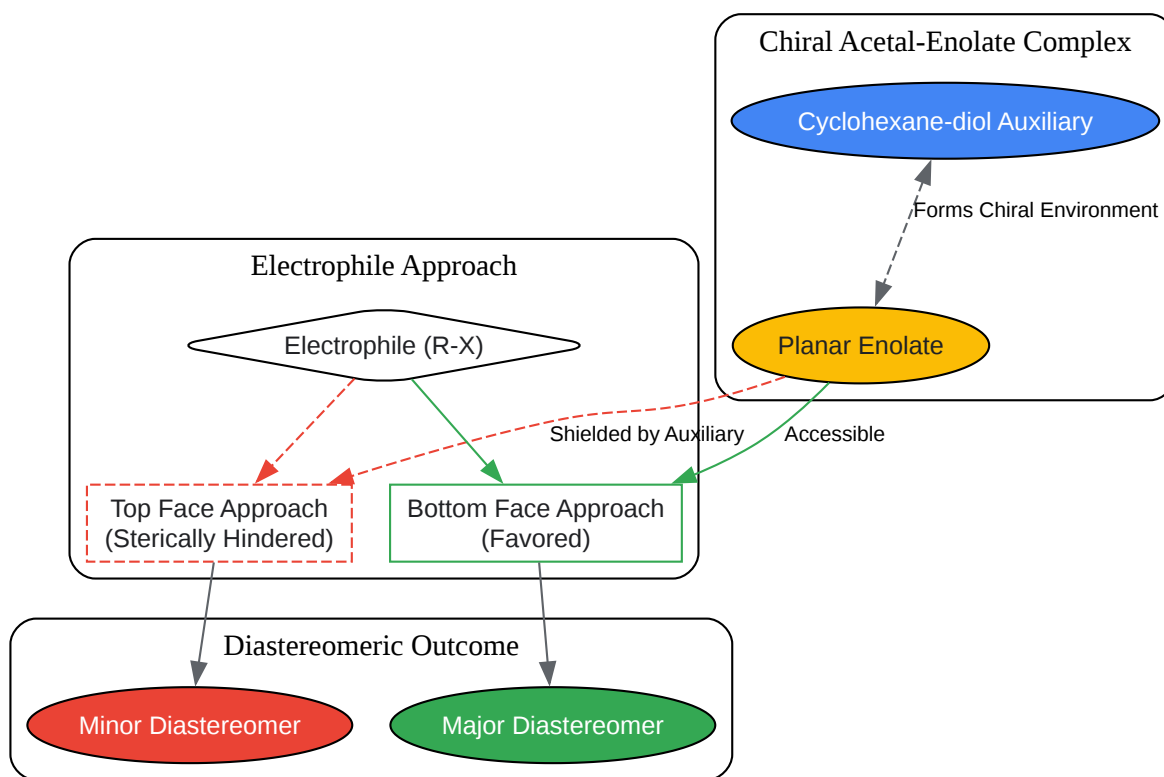 Chiral Acetal-Enolate Complex
Cyclohexane-diol Auxiliary
Forms Chiral Environment
Electrophile Approach
Electrophile (R-X)
Planar Enolate
Shielded by Auxiliary
Accessible
Top Face Approach
(Sterically Hindered)
Bottom Face Approach
(Favored)
Diastereomeric Outcome
Minor Diastereomer
Major Diastereomer